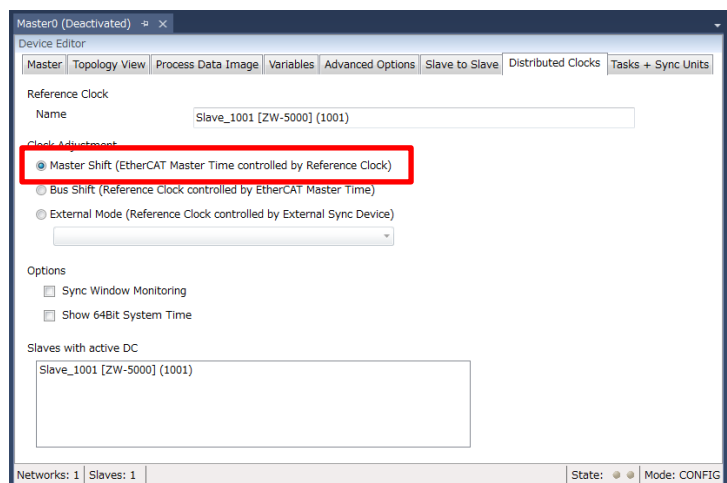 Master0 (Deactivated)
Device Editor
Master Topology View Process Data Image Variables Advanced Options Slave to Slave Distributed Clocks Tasks + Sync Units
Reference Clock
Name Slave_1001 [ZW-5000] (1001)
Clock Adjustment
Master Shift (EtherCAT Master Time controlled by Reference Clock)
Bus Shift (Reference Clock controlled by EtherCAT Master Time)
External Mode (Reference Clock controlled by External Sync Device)
Options
Sync Window Monitoring
Show 64Bit System Time
Slaves with active DC
Slave_1001 [ZW-5000] (1001)
Networks: 1 Slaves: 1 State: Mode: CONFIG